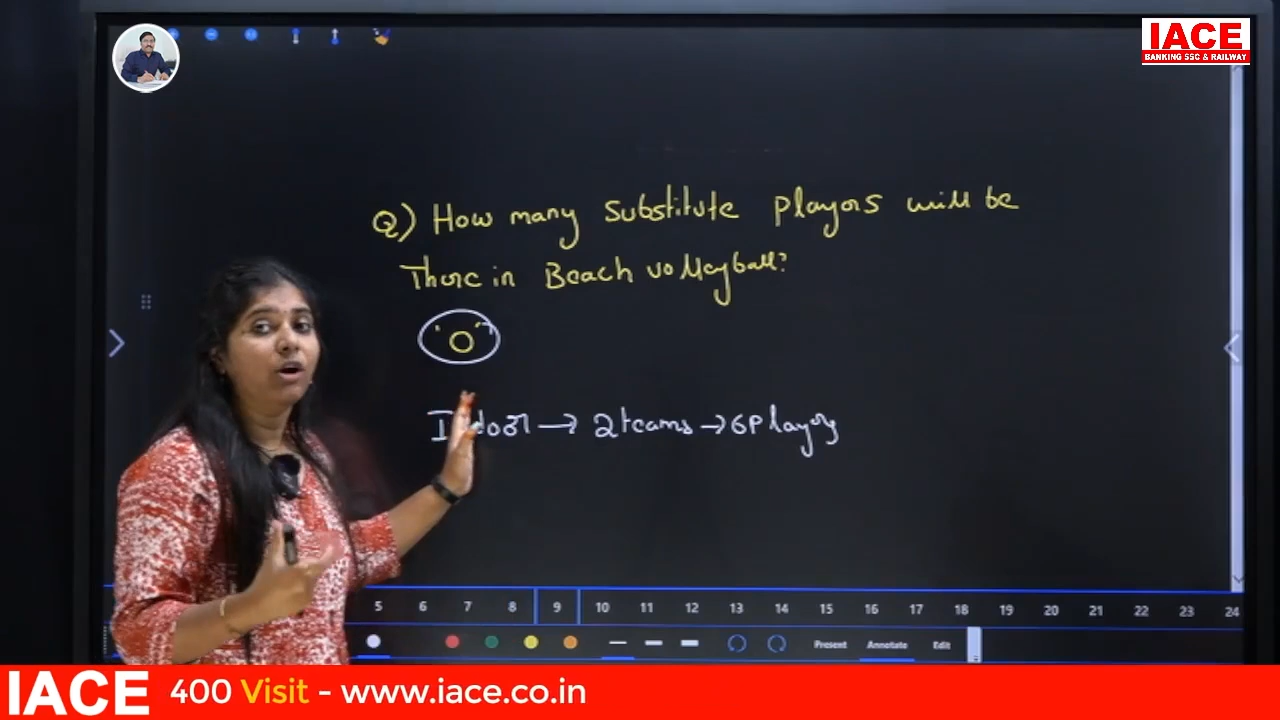 IACE
BANKING SSC & RAILWAY
Q) How many substitute players will be
There in Beach volleyball?
"0"
Indoor → 2 teams → 6 Players
5 6 7 8 9 10 11 12 13 14 15 16 17 18 19 20 21 22 23 24
Present Annotate Edit
IACE 400 Visit - www.iace.co.in